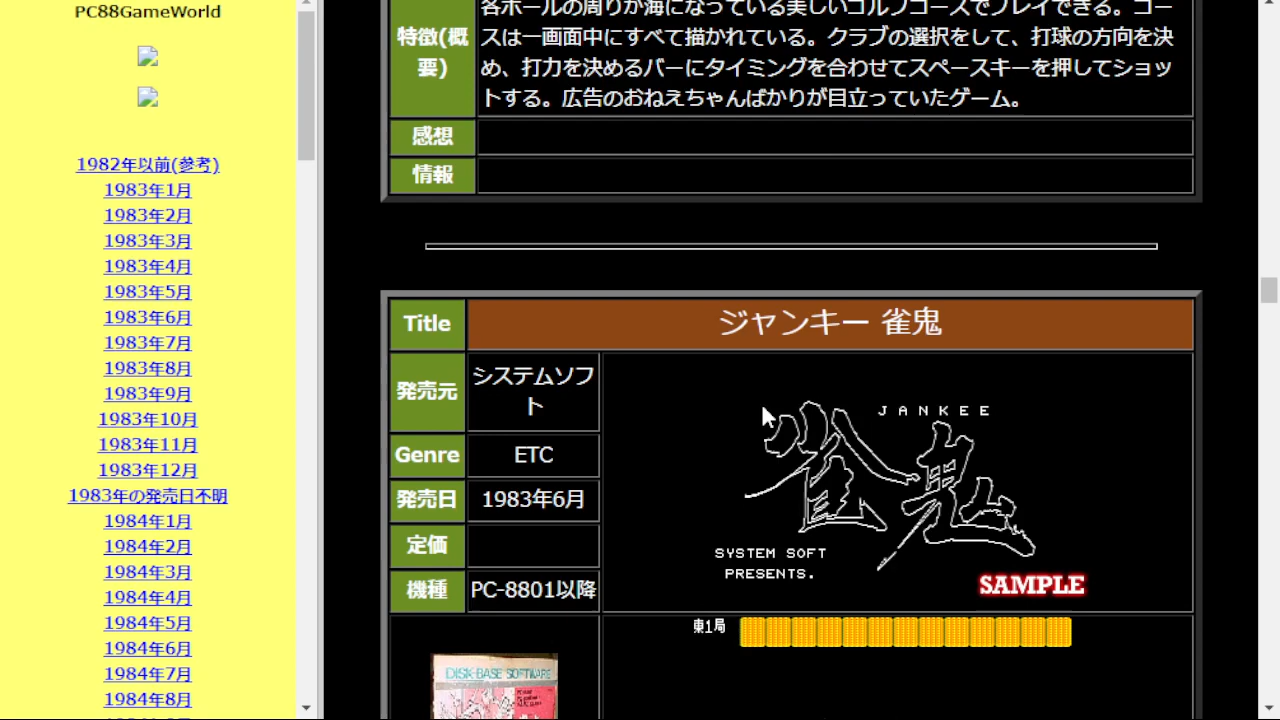 PC88GameWorld
1982年以前(参考)
1983年1月
1983年2月
1983年3月
1983年4月
1983年5月
1983年6月
1983年7月
1983年8月
1983年9月
1983年10月
1983年11月
1983年12月
1983年の発売日不明
1984年1月
1984年2月
1984年3月
1984年4月
1984年5月
1984年6月
1984年7月
1984年8月
特徴(概要)
各ホールの周りが海になっている美しいゴルフコースでプレイできる。コー
スは一画面中にすべて描かれている。クラブの選択をして、打球の方向を決
め、打力を決めるバーにタイミングを合わせてスペースキーを押してショッ
トする。広告のおねえちゃんばかりが目立っていたゲーム。
感想
情報
Title
ジャンキー 雀鬼
発売元
システムソフ
ト
Genre
ETC
発売日
1983年6月
定価
機種
PC-8801以降
JANKEE
雀鬼
SYSTEM SOFT
PRESENTS.
SAMPLE
東1局
DISK BASE SOFTWARE